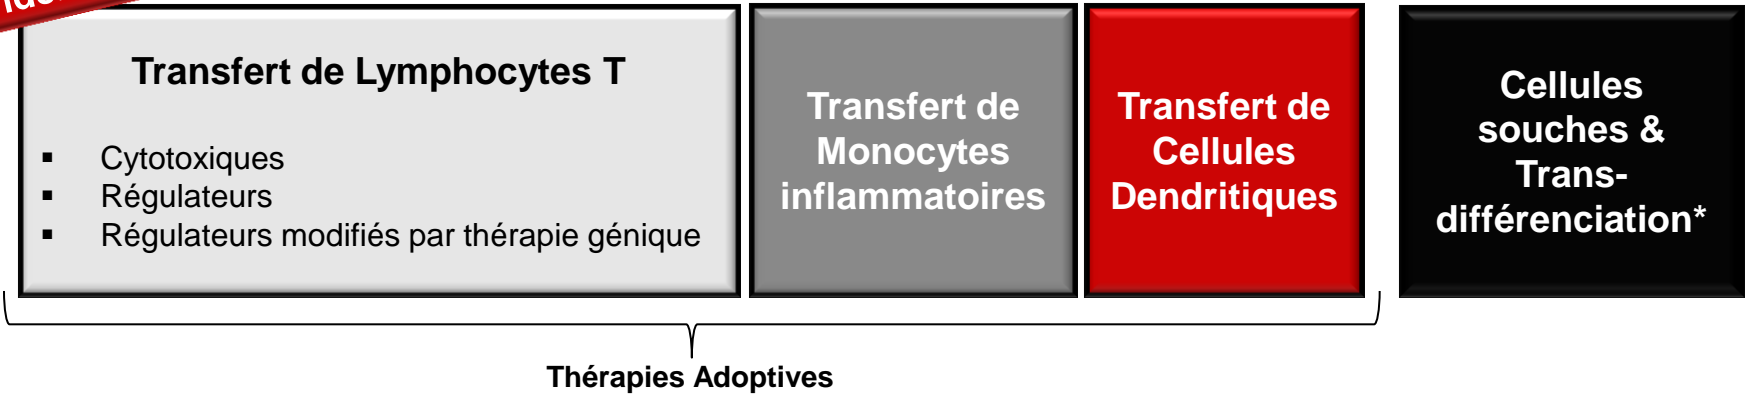 Transfert de Lymphocytes T
▪ Cytotoxiques
▪ Régulateurs
▪ Régulateurs modifiés par thérapie génique
Transfert de
Monocytes
inflammatoires
Transfert de
Cellules
Dendritiques
Cellules
souches &
Trans-
différenciation*
Thérapies Adoptives